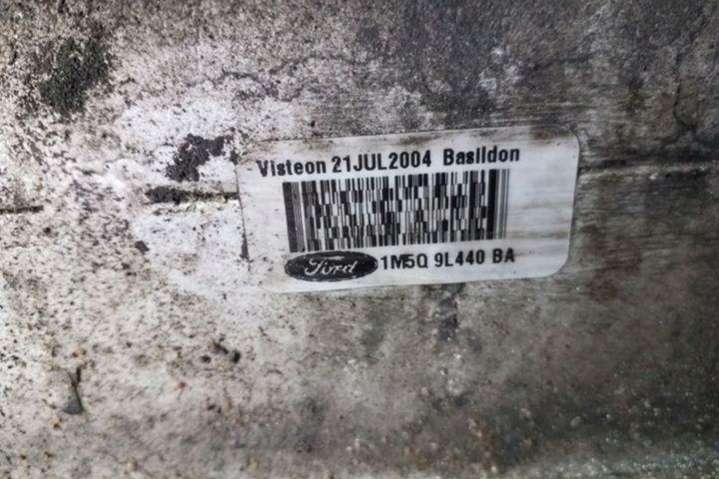 Visteon 21JUL2004 Basildon
Ford 1M5Q 9L440 BA